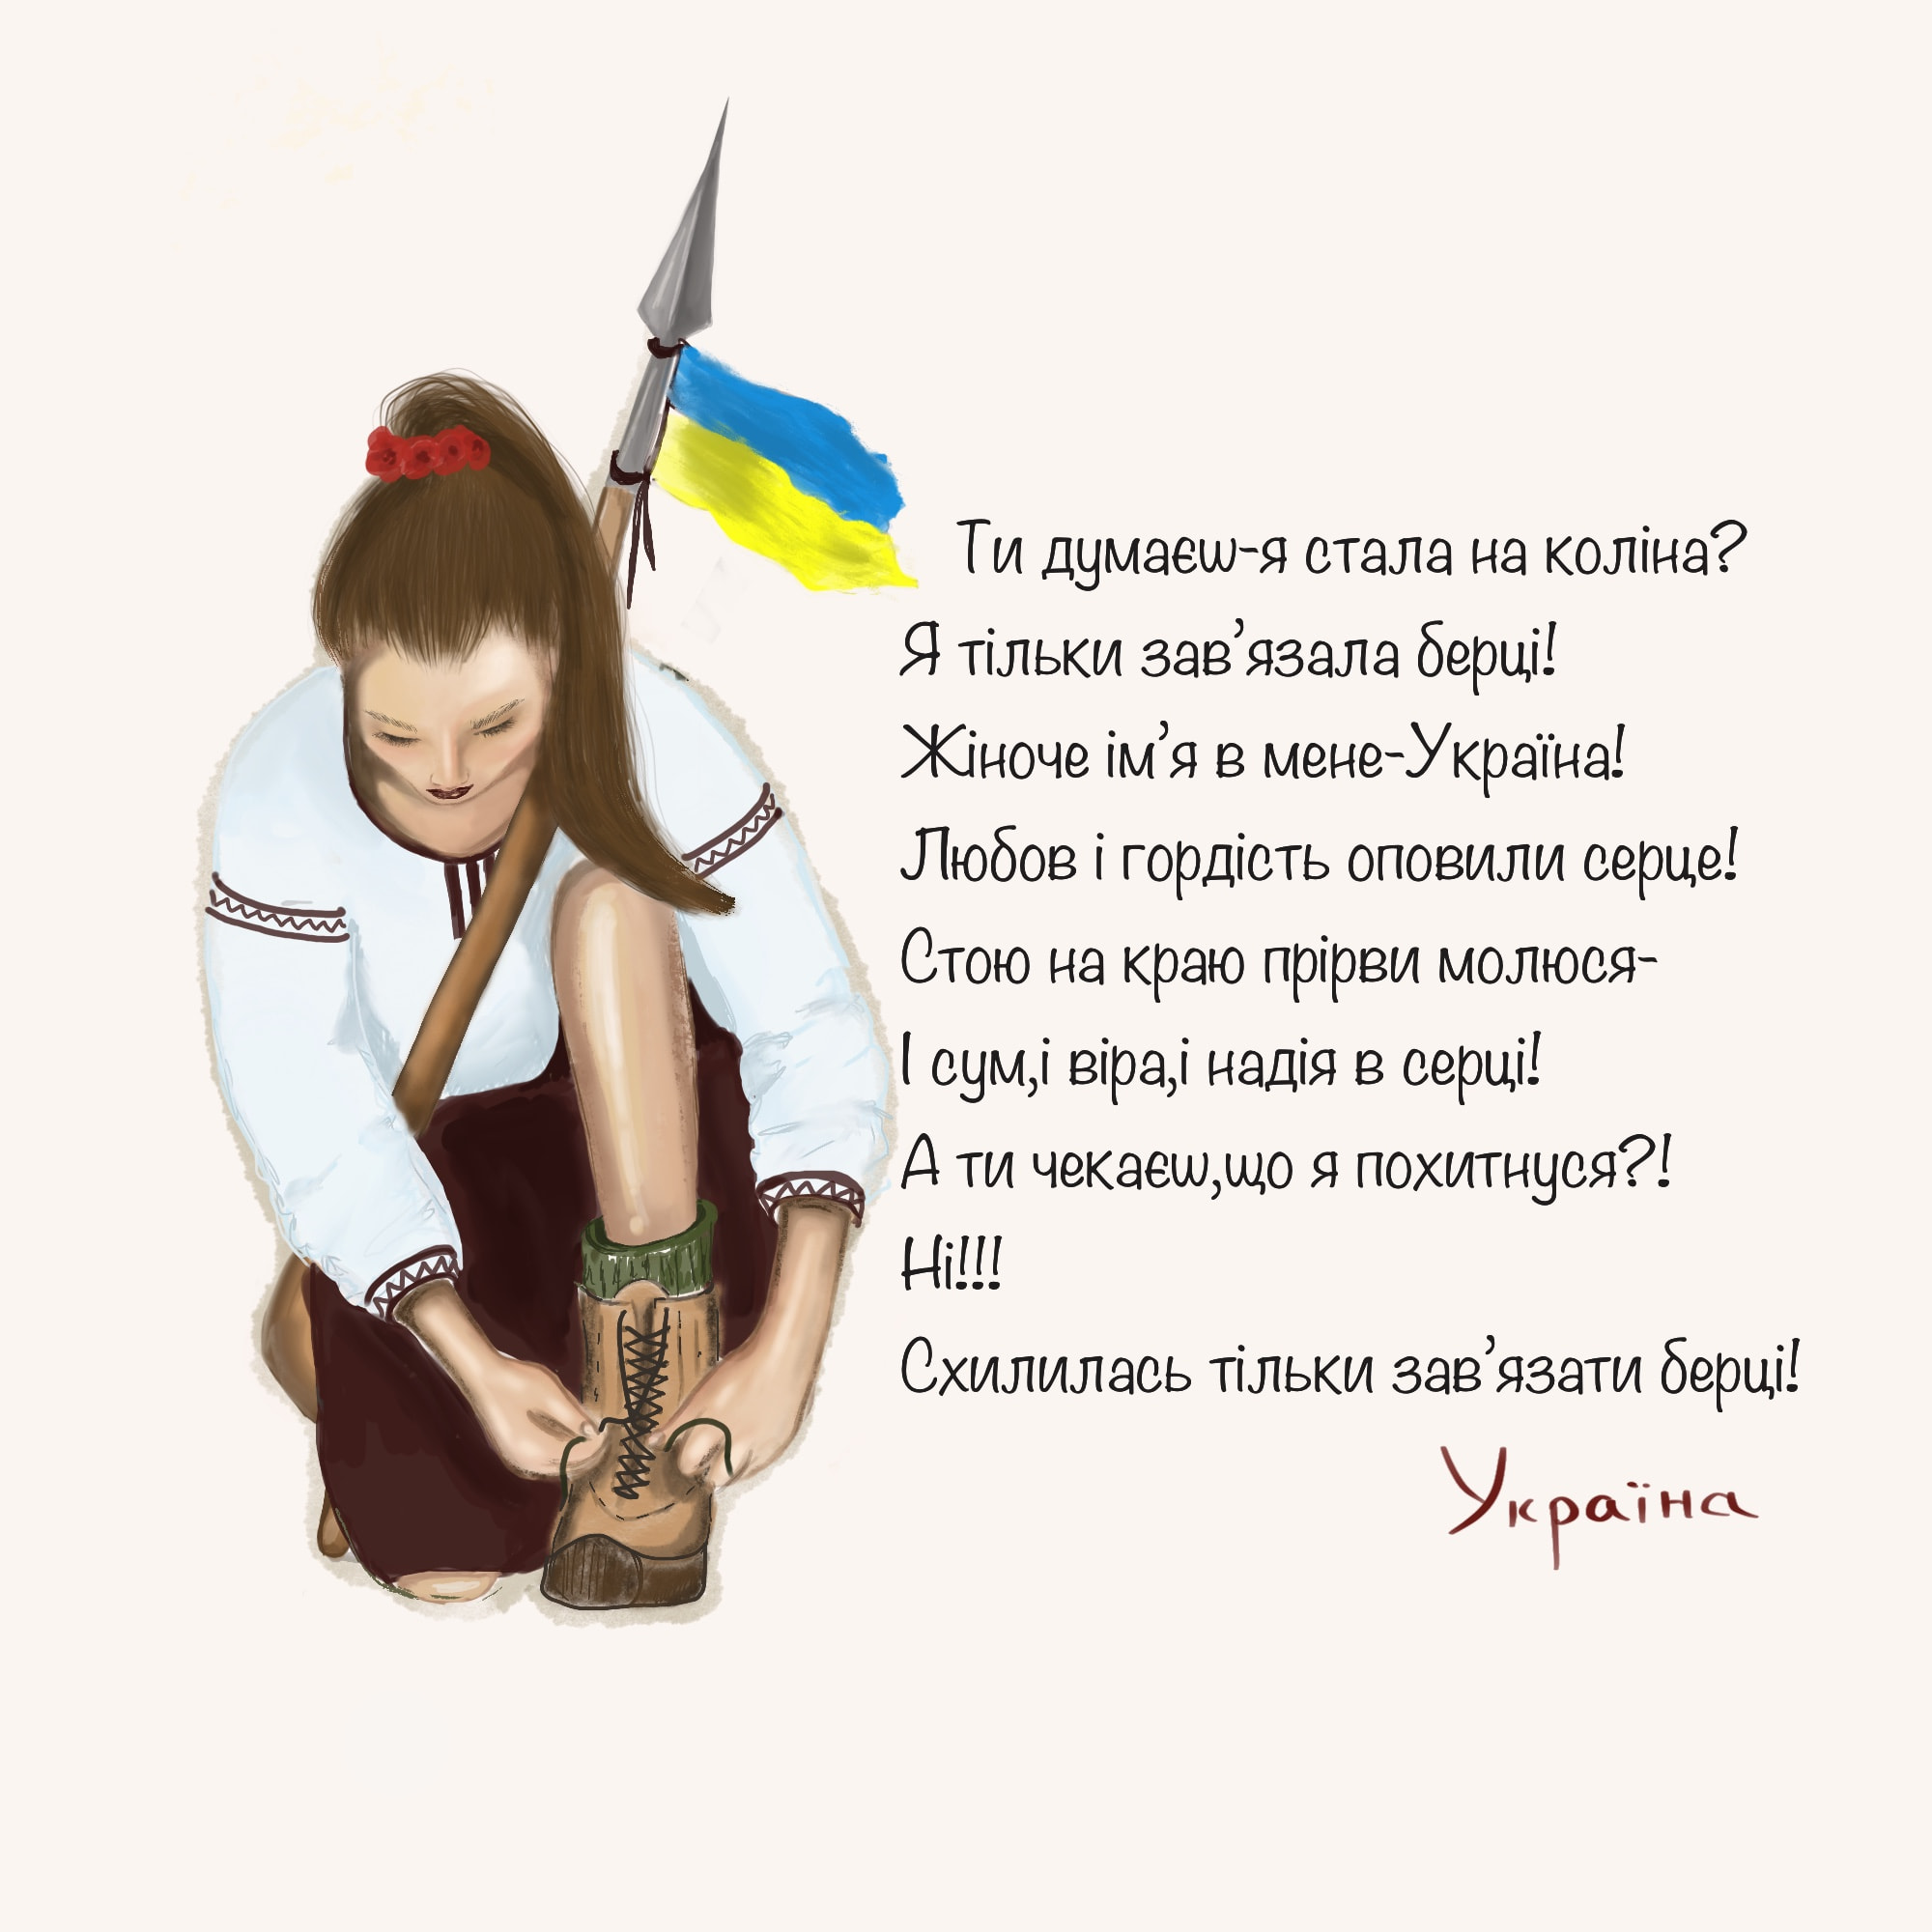 Ти думаєш-я стала на коліна?
Я тільки зав’язала берці!
Жіноче ім’я в мене-Україна!
Любов і гордість оповили серце!
Стою на краю прірви молюся-
І сум,і віра,і надія в серці!
А ти чекаєш,що я похитнуся?!
Ні!!!
Схилилась тільки зав’язати берці!
Україна